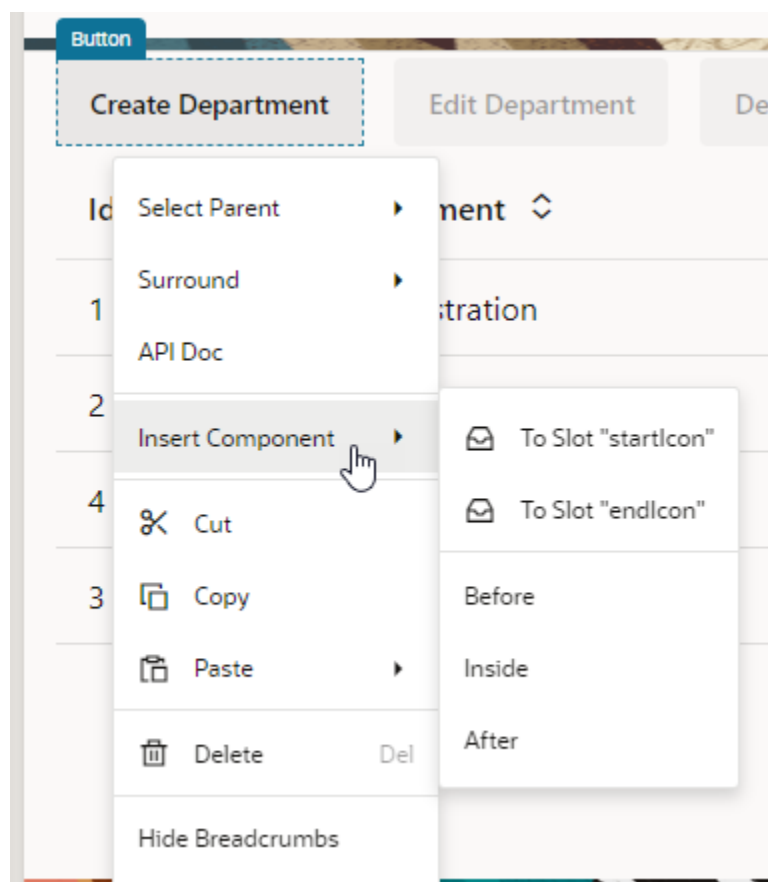 Button
Create Department
Edit Department
De
Id
ment
1
stration
2
4
3
Select Parent
Surround
API Doc
Insert Component
Cut
Copy
Paste
Delete Del
Hide Breadcrumbs
To Slot "startIcon"
To Slot "endIcon"
Before
Inside
After